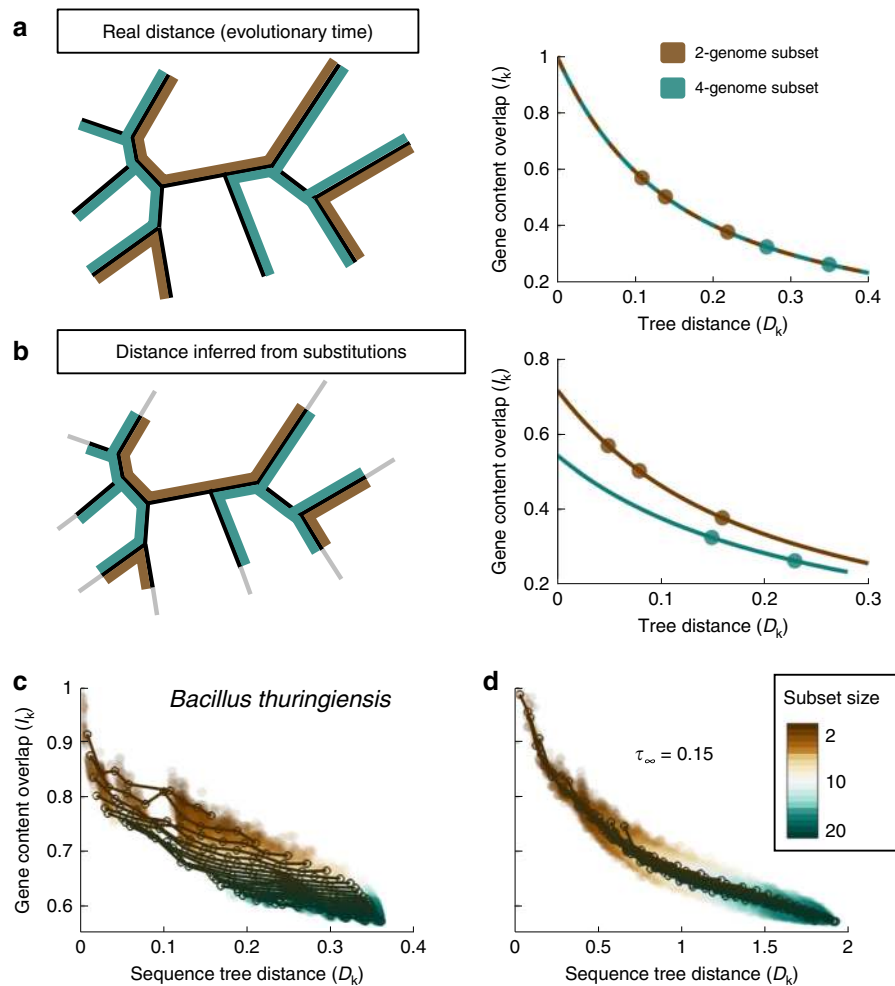 a
Real distance (evolutionary time)
2-genome subset
4-genome subset
Gene content overlap (Ik)
1
0.8
0.6
0.4
0.2
0 0.1 0.2 0.3 0.4
Tree distance (Dk)
b
Distance inferred from substitutions
Gene content overlap (Ik)
0.8
0.6
0.4
0.2
0 0.1 0.2 0.3
Tree distance (Dk)
c
Bacillus thuringiensis
Gene content overlap (Ik)
1
0.9
0.8
0.7
0.6
0 0.1 0.2 0.3 0.4
Sequence tree distance (Dk)
d
τ∞ = 0.15
Subset size
2
10
20
0 0.5 1 1.5 2
Sequence tree distance (Dk)